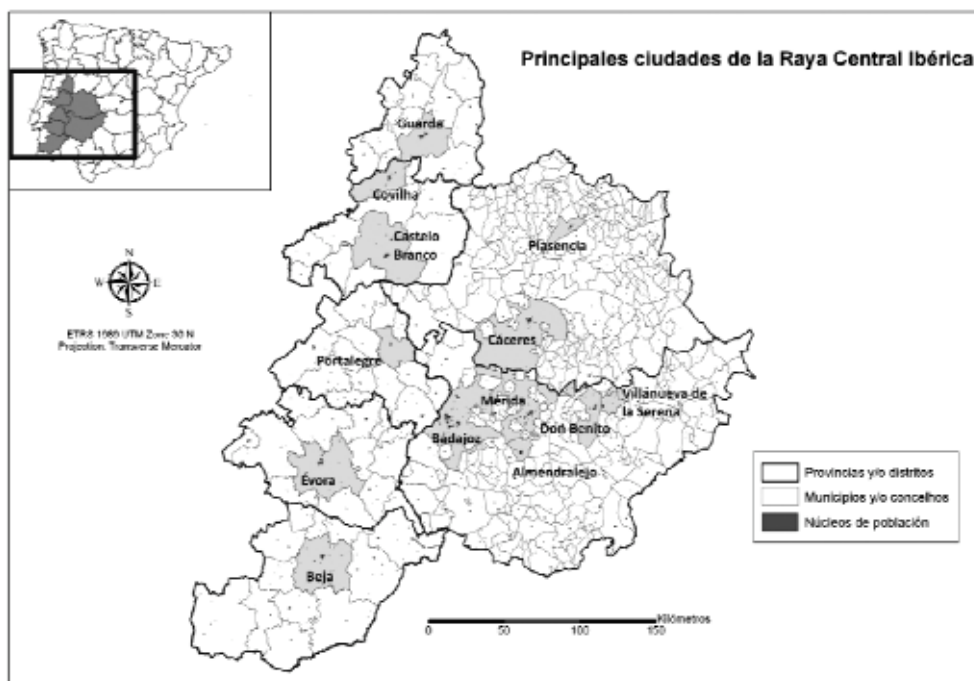 Principales ciudades de la Raya Central Ibérica
Guarda
Covilha
Castelo
Branco
Plasencia
N
W E
S
ETRS 1989 UTM Zone 30 N
Projection: Transverse Mercator
Cáceres
Portalegre
Villanueva de
la Serena
Mérida
Badajoz
Don Benito
Almendralejo
Évora
Provincias y/o distritos
Municipios y/o concelhos
Núcleos de población
Beja
Kilómetros
0 50 100 150